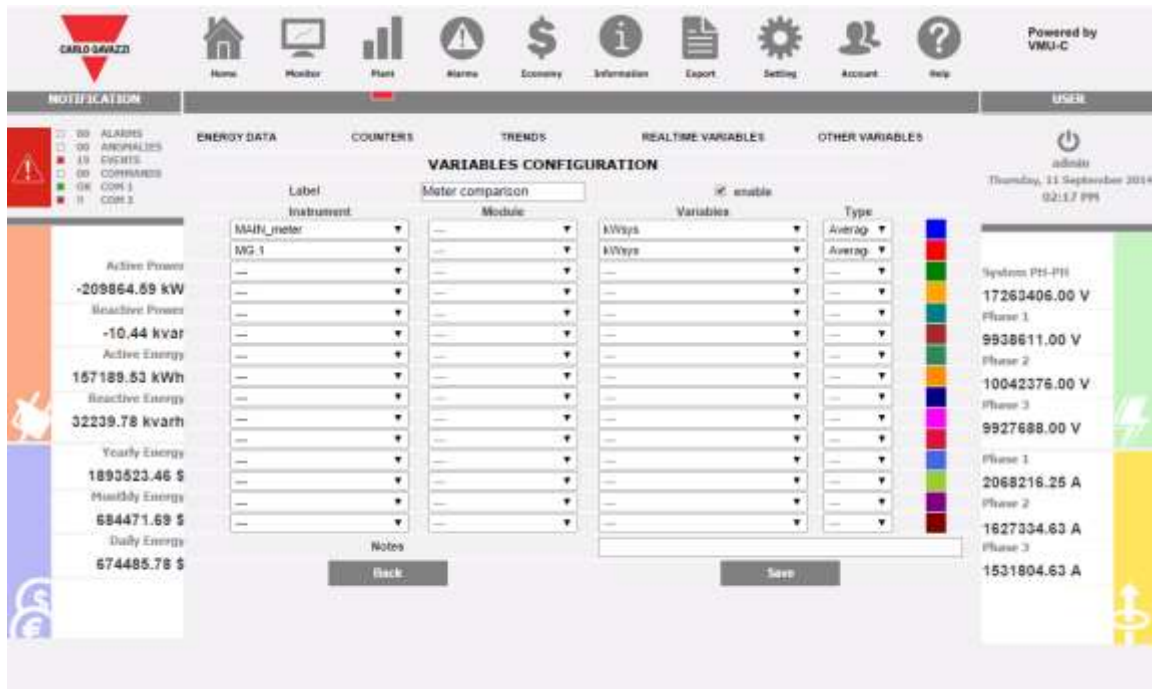 CARLO GAVAZZI
Home Monitor Plant Alarms Economy Information Export Setting Account Help
Powered by
VMU-C
NOTIFICATION
USER
00 ALARMS
00 ANOMALIES
19 EVENTS
00 COMMANDS
OK COM 1
!! COM 2
ENERGY DATA COUNTERS TRENDS REALTIME VARIABLES OTHER VARIABLES
VARIABLES CONFIGURATION
Label Meter comparison enable
Instrument Module Variables Type
MAIN_meter --- kWsys Averag
MG 1 --- kWsys Averag
--- --- --- ---
--- --- --- ---
--- --- --- ---
--- --- --- ---
--- --- --- ---
--- --- --- ---
--- --- --- ---
--- --- --- ---
--- --- --- ---
--- --- --- ---
--- --- --- ---
--- --- --- ---
--- --- --- ---
Notes
Back Save
Active Power
-209864.59 kW
Reactive Power
-10.44 kvar
Active Energy
157189.53 kWh
Reactive Energy
32239.78 kvarh
Yearly Energy
1893523.46 $
Monthly Energy
684471.69 $
Daily Energy
674485.78 $
admin
Thursday, 11 September 2014
02:17 PM
System PH-PH
17263406.00 V
Phase 1
9938611.00 V
Phase 2
10042376.00 V
Phase 3
9927688.00 V
Phase 1
2068216.25 A
Phase 2
1627334.63 A
Phase 3
1531804.63 A